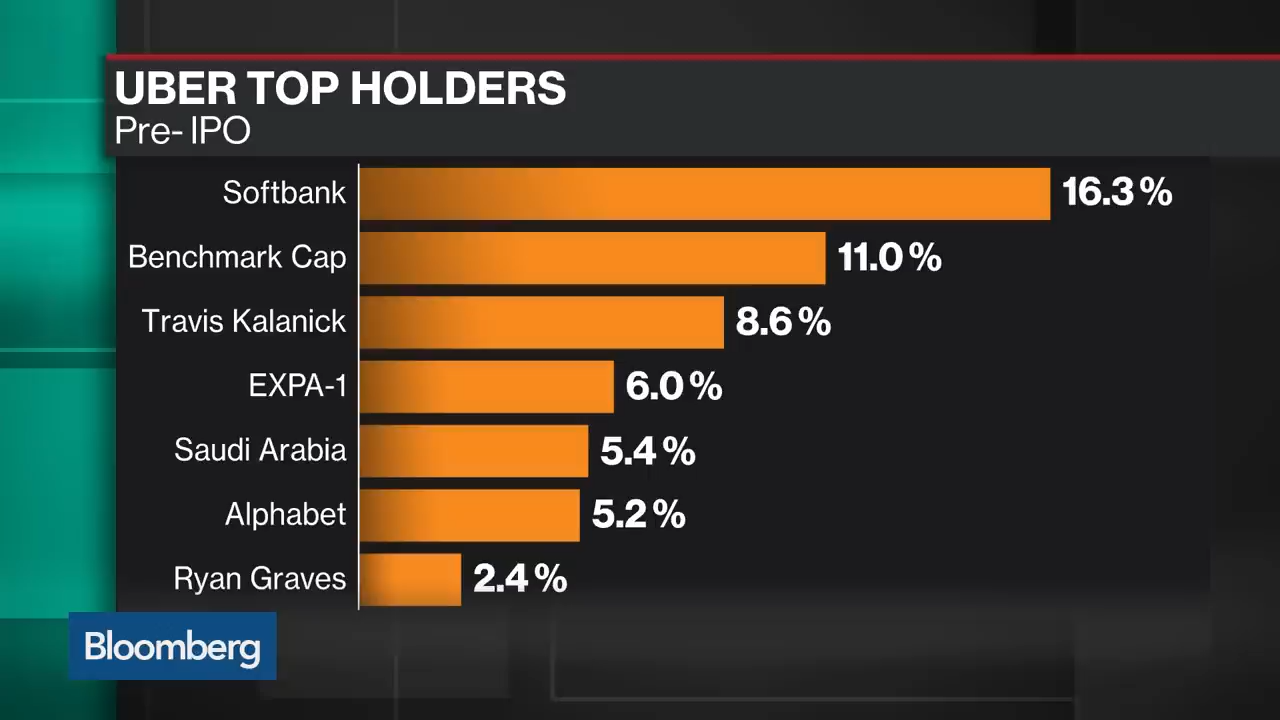 UBER TOP HOLDERS
Pre- IPO
Softbank 16.3%
Benchmark Cap 11.0%
Travis Kalanick 8.6%
EXPA-1 6.0%
Saudi Arabia 5.4%
Alphabet 5.2%
Ryan Graves 2.4%
Bloomberg